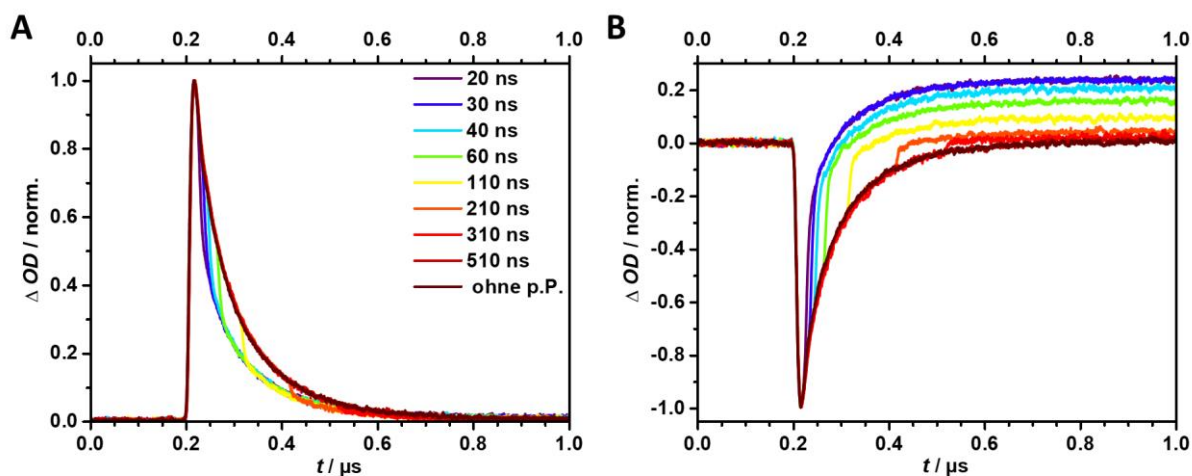 A
0.0 0.2 0.4 0.6 0.8 1.0
1.0
0.8
0.6
0.4
0.2
0.0
Δ OD / norm.
20 ns
30 ns
40 ns
60 ns
110 ns
210 ns
310 ns
510 ns
ohne p.P.
0.0 0.2 0.4 0.6 0.8 1.0
t / µs
B
0.0 0.2 0.4 0.6 0.8 1.0
0.2
0.0
-0.2
-0.4
-0.6
-0.8
-1.0
Δ OD / norm.
0.0 0.2 0.4 0.6 0.8 1.0
t / µs